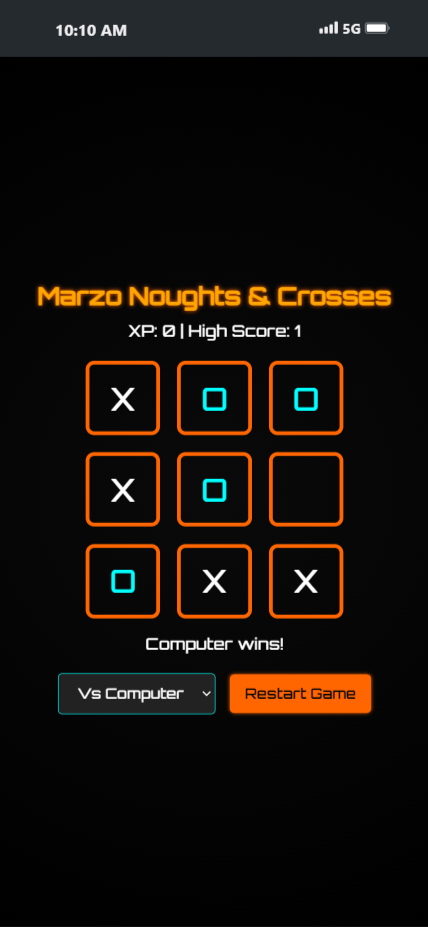 10:10 AM 5G
Marzo Noughts & Crosses
XP: 0 | High Score: 1
X O O
X O
O X X
Computer wins!
Vs Computer Restart Game